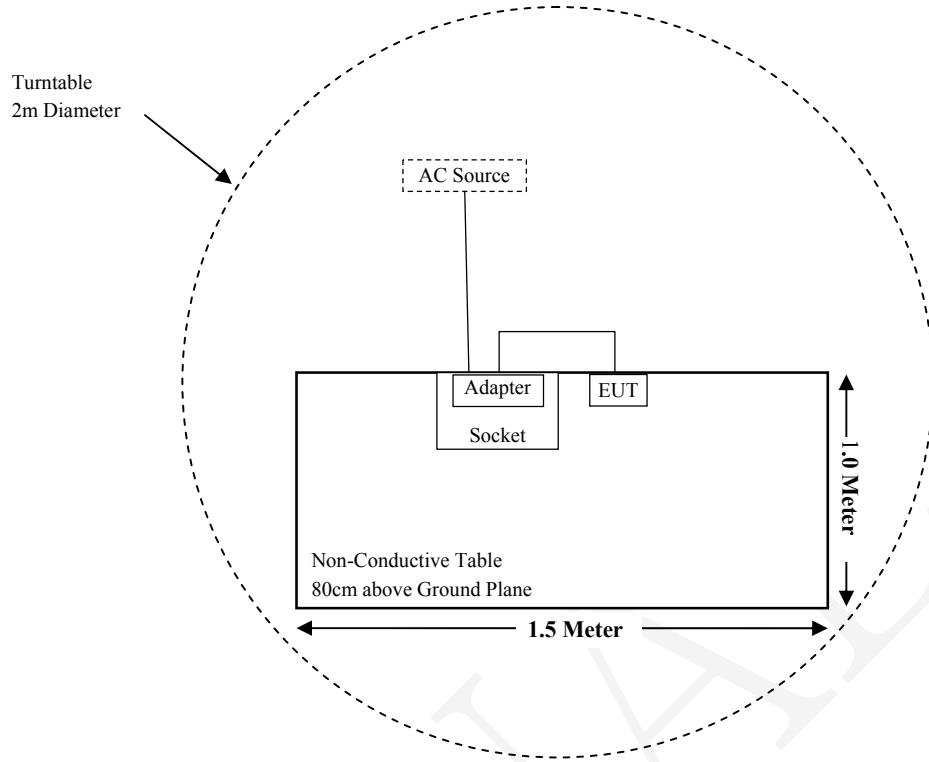 Turntable
2m Diameter
AC Source
Adapter
EUT
Socket
1.0 Meter
Non-Conductive Table
80cm above Ground Plane
1.5 Meter